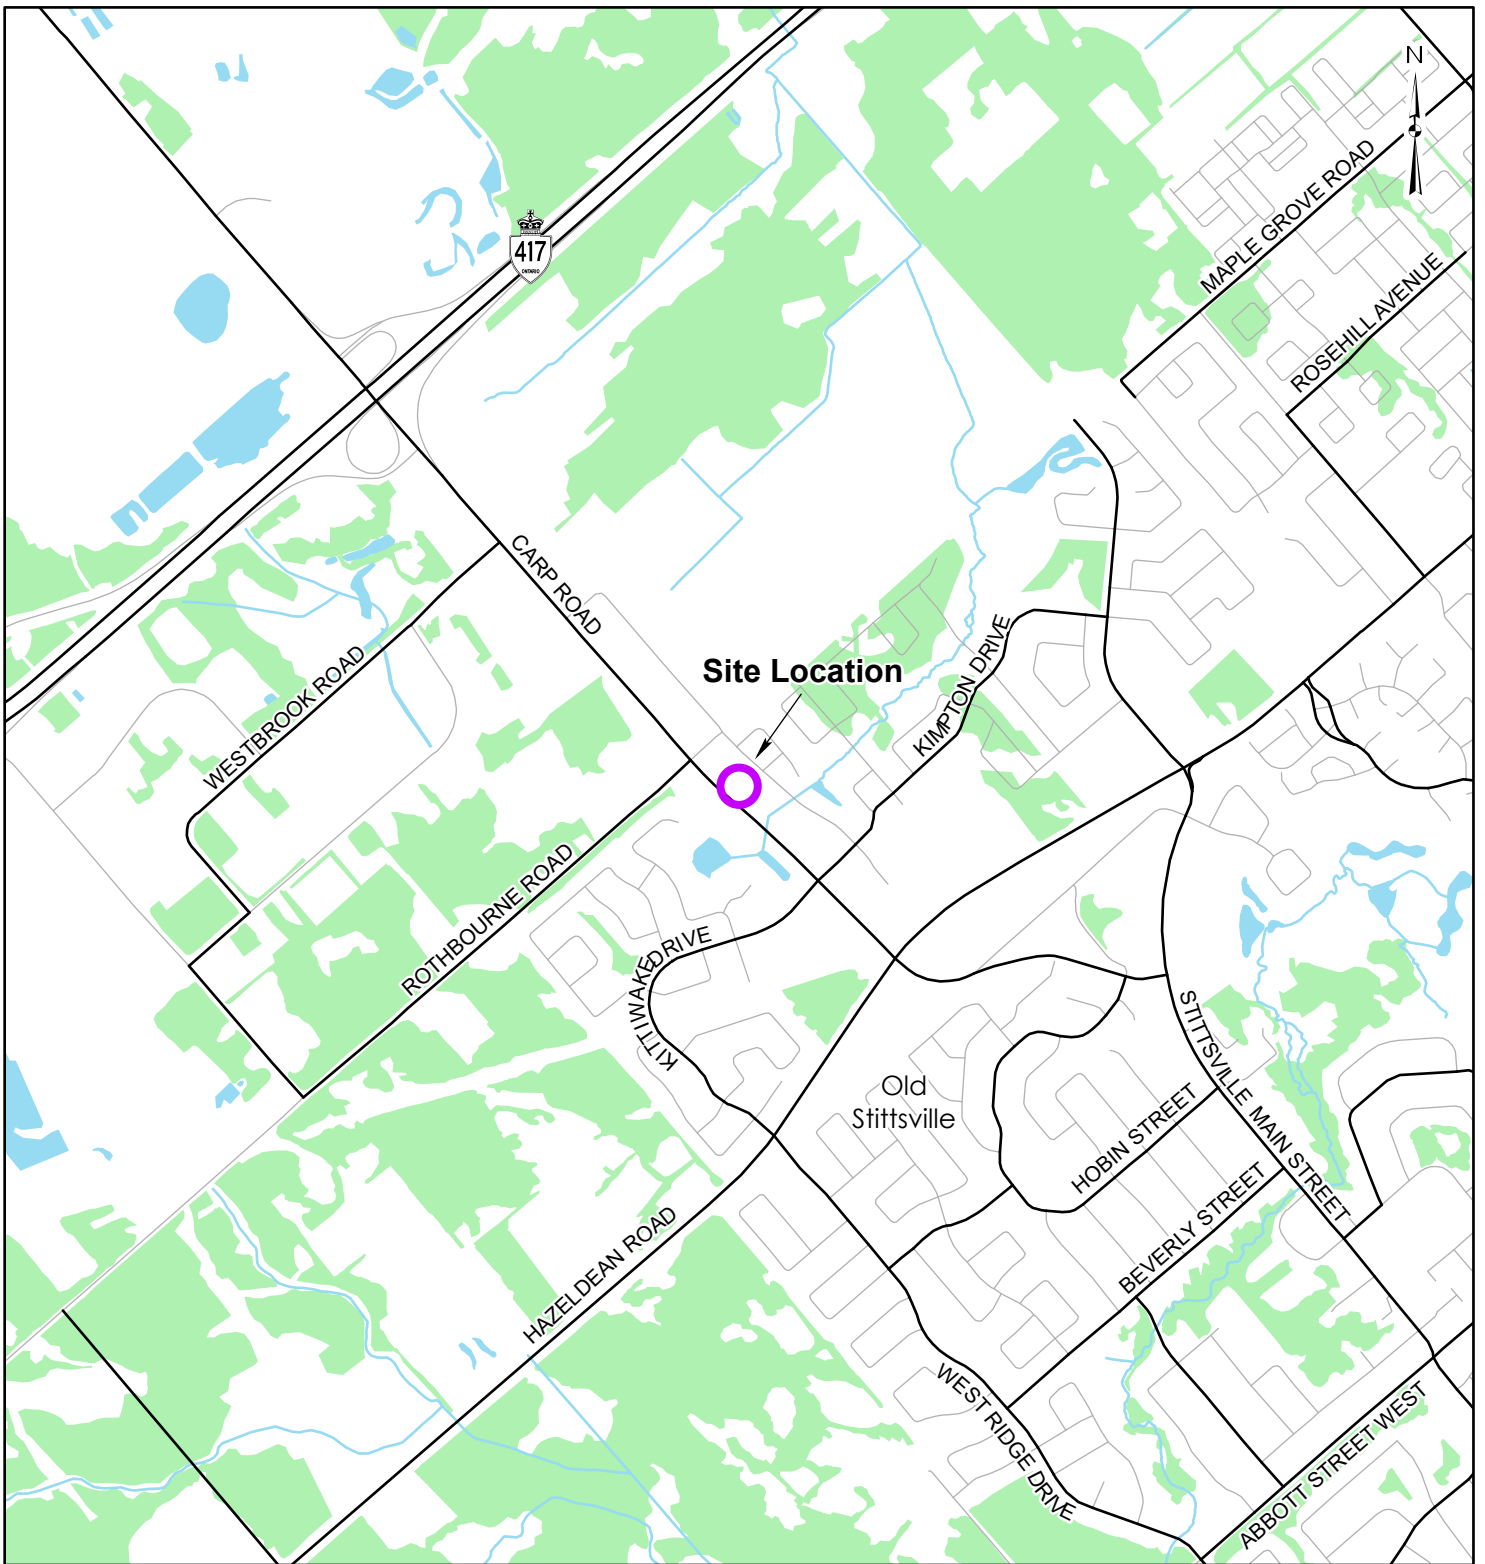 N
MAPLE GROVE ROAD
417
ONTARIO
ROSEHILL AVENUE
CARP ROAD
Site Location
KIMPTON DRIVE
WESTBROOK ROAD
ROTHBOURNE ROAD
KITTIWAKE DRIVE
STITTSVILLE MAIN STREET
Old
Stittsville
HOBIN STREET
BEVERLY STREET
HAZELDEAN ROAD
WEST RIDGE DRIVE
ABBOTT STREET WEST